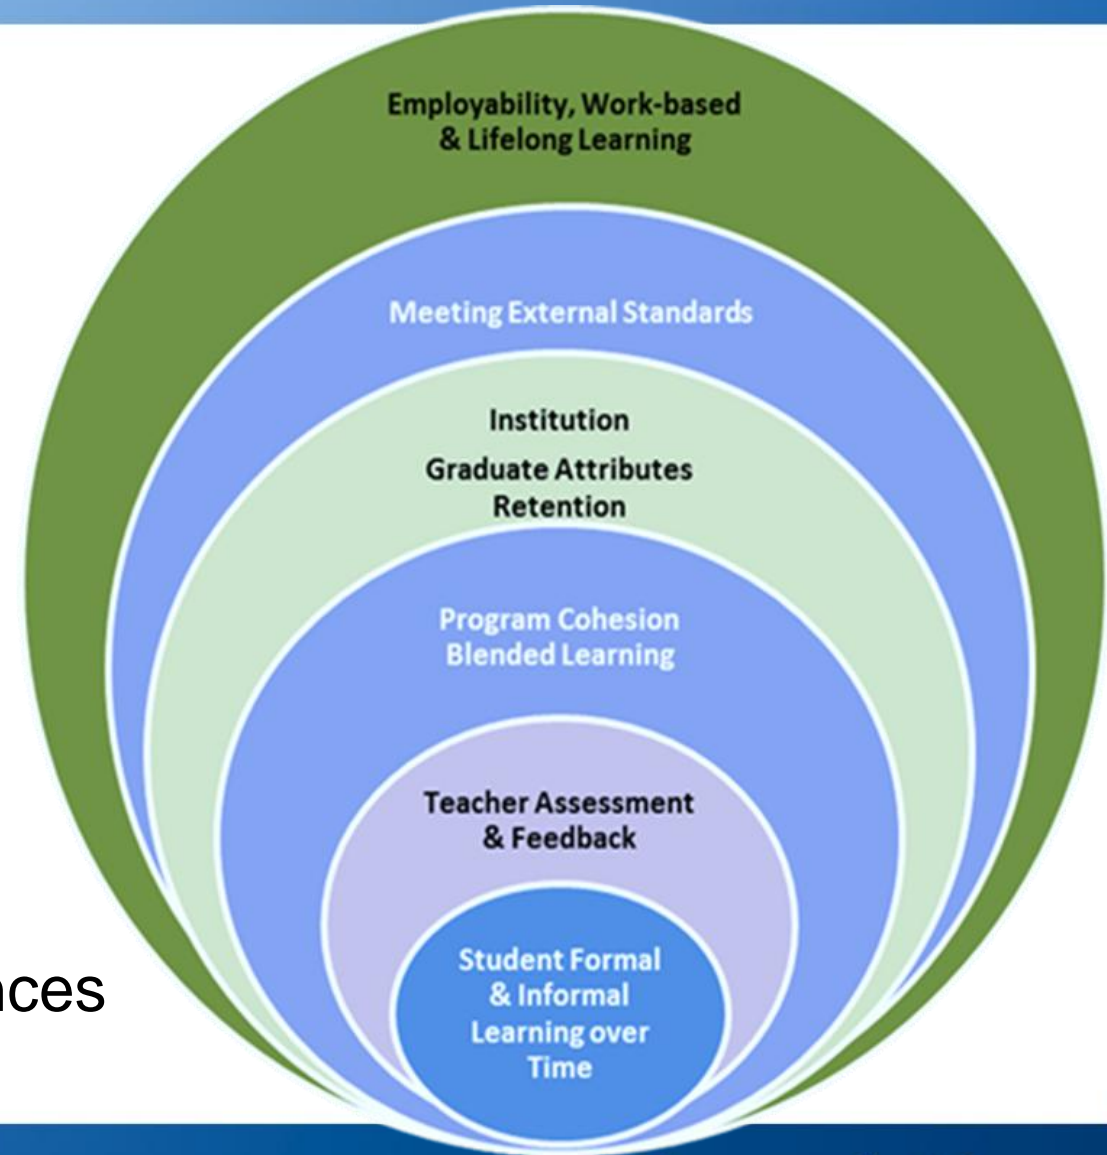 Employability, Work-based
& Lifelong Learning
Meeting External Standards
Institution
Graduate Attributes
Retention
Program Cohesion
Blended Learning
Teacher Assessment
& Feedback
Student Formal
& Informal
Learning over
Time
nces